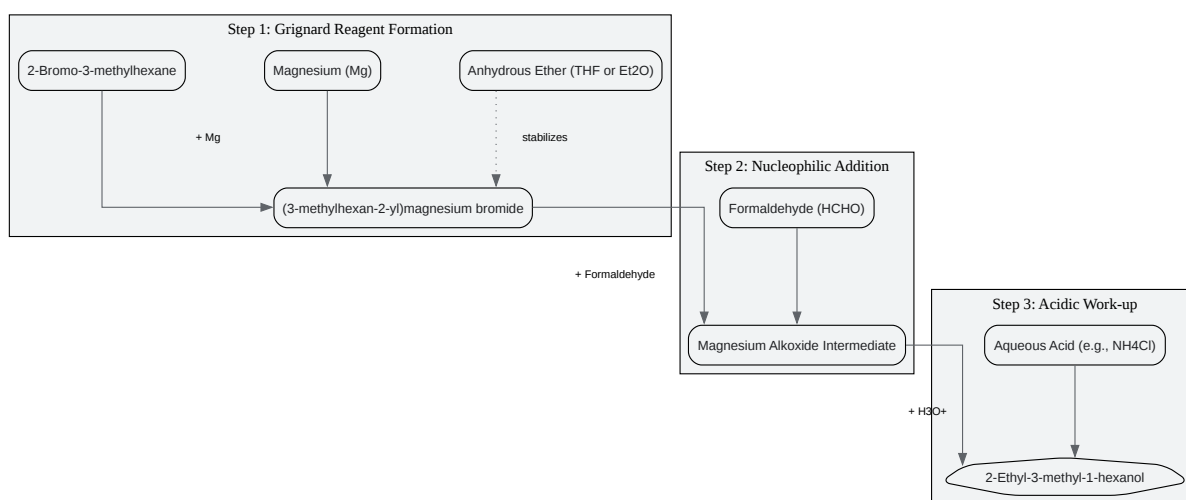 Step 1: Grignard Reagent Formation
2-Bromo-3-methylhexane
Magnesium (Mg)
Anhydrous Ether (THF or Et2O)
+ Mg
stabilizes
(3-methylhexan-2-yl)magnesium bromide
Step 2: Nucleophilic Addition
Formaldehyde (HCHO)
+ Formaldehyde
Magnesium Alkoxide Intermediate
Step 3: Acidic Work-up
Aqueous Acid (e.g., NH4Cl)
+ H3O+
2-Ethyl-3-methyl-1-hexanol